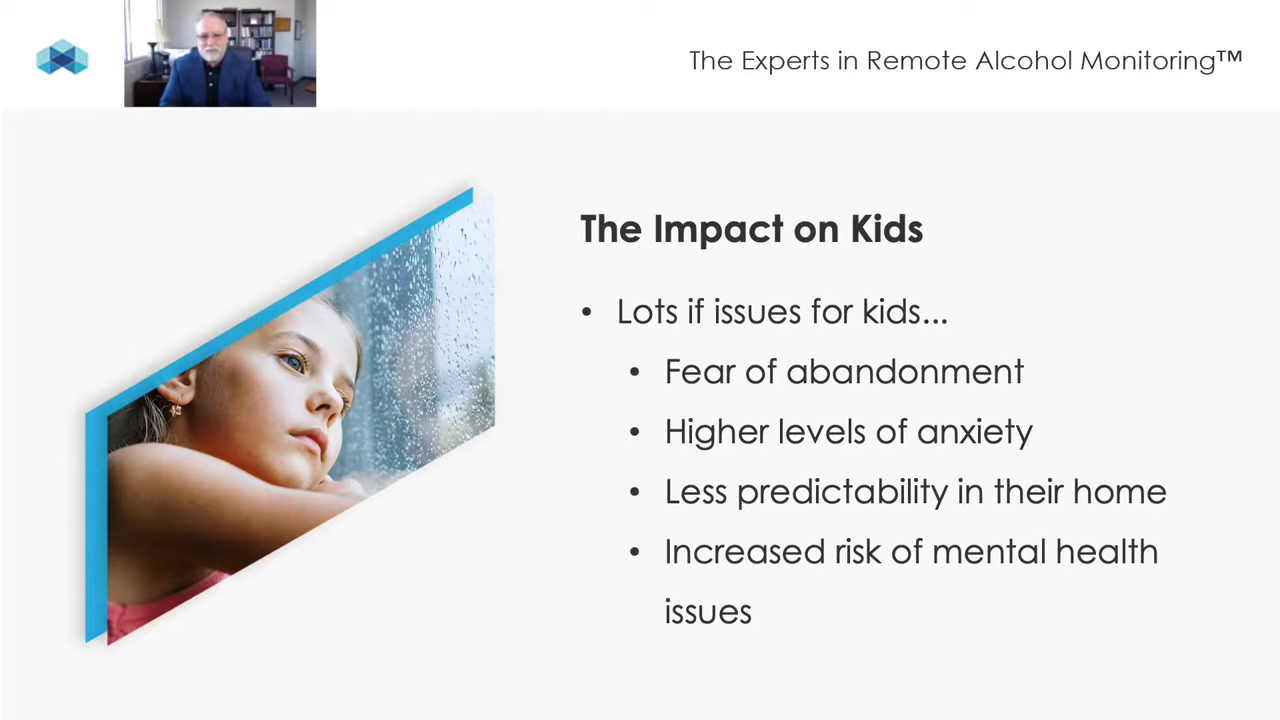 The Experts in Remote Alcohol Monitoring™
The Impact on Kids
• Lots if issues for kids...
• Fear of abandonment
• Higher levels of anxiety
• Less predictability in their home
• Increased risk of mental health
issues